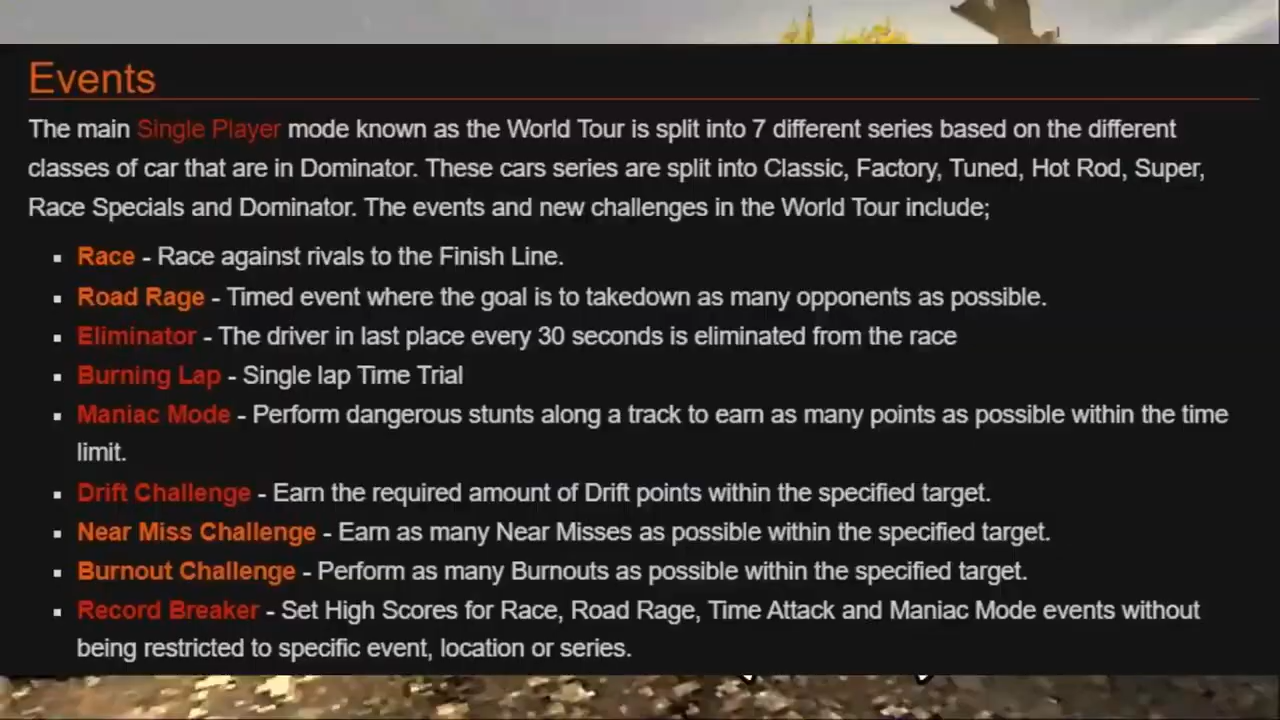 Events
The main Single Player mode known as the World Tour is split into 7 different series based on the different
classes of car that are in Dominator. These cars series are split into Classic, Factory, Tuned, Hot Rod, Super,
Race Specials and Dominator. The events and new challenges in the World Tour include;
▪ Race - Race against rivals to the Finish Line.
▪ Road Rage - Timed event where the goal is to takedown as many opponents as possible.
▪ Eliminator - The driver in last place every 30 seconds is eliminated from the race
▪ Burning Lap - Single lap Time Trial
▪ Maniac Mode - Perform dangerous stunts along a track to earn as many points as possible within the time
limit.
▪ Drift Challenge - Earn the required amount of Drift points within the specified target.
▪ Near Miss Challenge - Earn as many Near Misses as possible within the specified target.
▪ Burnout Challenge - Perform as many Burnouts as possible within the specified target.
▪ Record Breaker - Set High Scores for Race, Road Rage, Time Attack and Maniac Mode events without
being restricted to specific event, location or series.